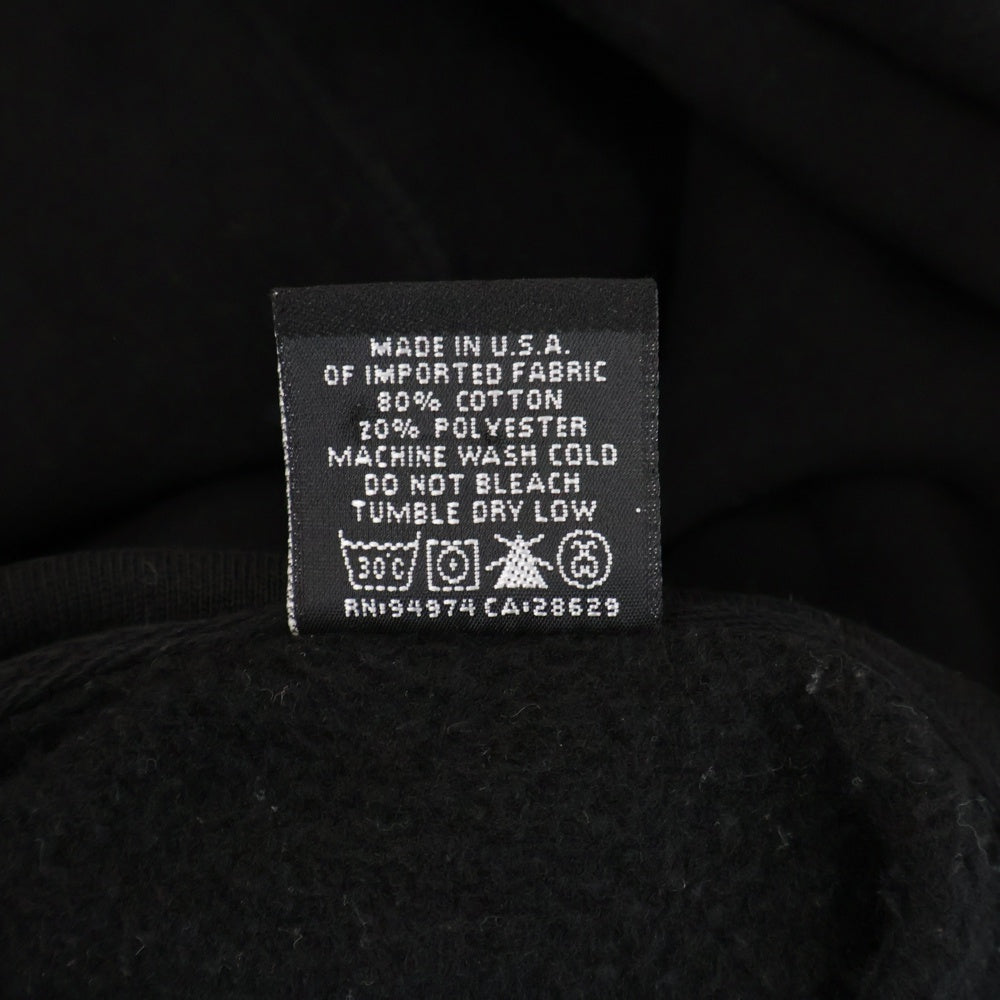 MADE IN U.S.A.
OF IMPORTED FABRIC
80% COTTON
20% POLYESTER
MACHINE WASH COLD
DO NOT BLEACH
TUMBLE DRY LOW
30°C
RN:94974 CA:28629